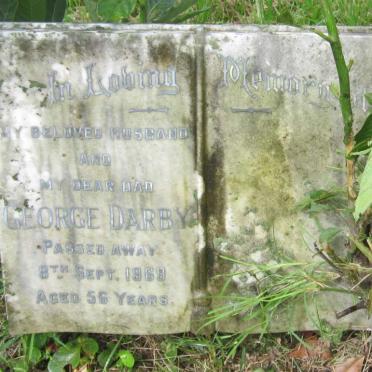 In Loving Memory
MY BELOVED HUSBAND
AND
MY DEAR DAD
GEORGE DARBY
PASSED AWAY
8TH SEPT. 1969
AGED 56 YEARS.